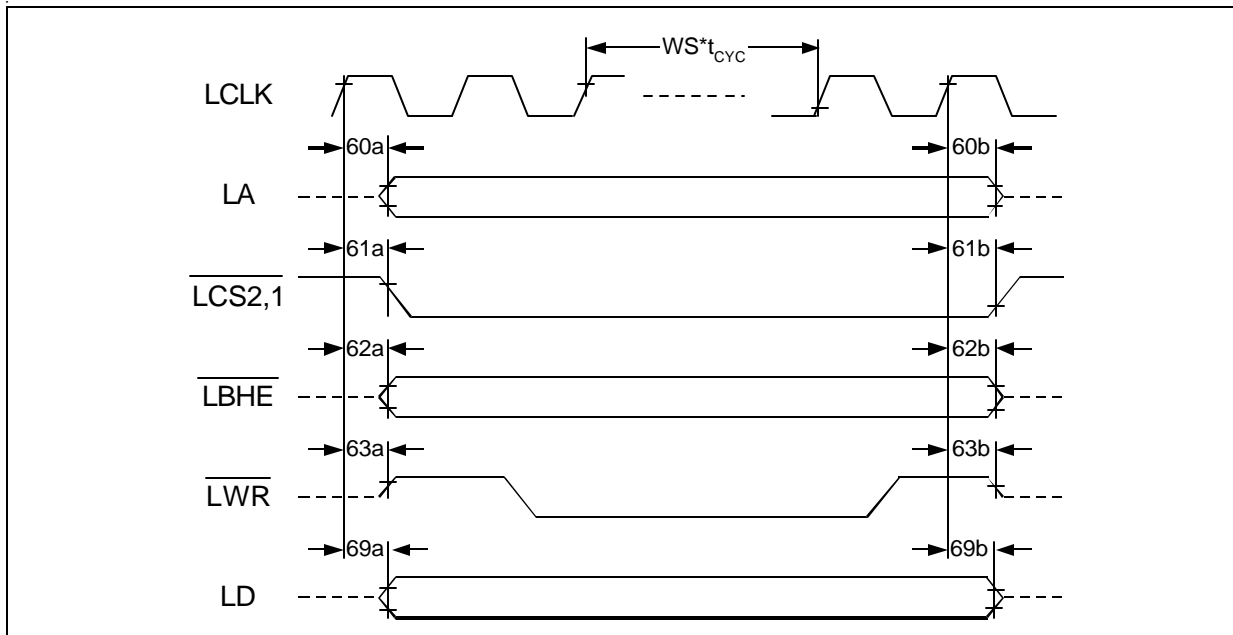 WS*tCYC
LCLK
60a 60b
LA
61a 61b
LCS2,1
62a 62b
LBHE
63a 63b
LWR
69a 69b
LD